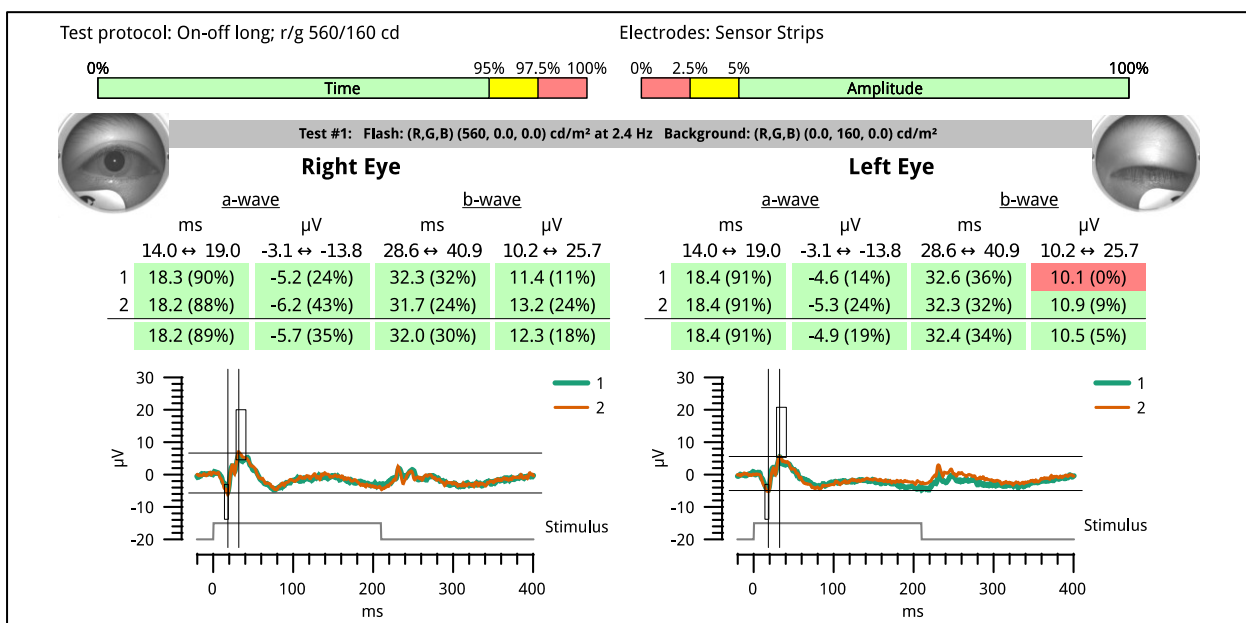 Test protocol: On-off long; r/g 560/160 cd Electrodes: Sensor Strips
0% 95% 97.5% 100% 0% 2.5% 5% 100%
Time Amplitude
Test #1: Flash: (R,G,B) (560, 0.0, 0.0) cd/m² at 2.4 Hz Background: (R,G,B) (0.0, 160, 0.0) cd/m²
Right Eye Left Eye
a-wave b-wave a-wave b-wave
ms µV ms µV ms µV ms µV
14.0 ↔ 19.0 -3.1 ↔ -13.8 28.6 ↔ 40.9 10.2 ↔ 25.7 14.0 ↔ 19.0 -3.1 ↔ -13.8 28.6 ↔ 40.9 10.2 ↔ 25.7
1 18.3 (90%) -5.2 (24%) 32.3 (32%) 11.4 (11%) 1 18.4 (91%) -4.6 (14%) 32.6 (36%) 10.1 (0%)
2 18.2 (88%) -6.2 (43%) 31.7 (24%) 13.2 (24%) 2 18.4 (91%) -5.3 (24%) 32.3 (32%) 10.9 (9%)
18.2 (89%) -5.7 (35%) 32.0 (30%) 12.3 (18%) 18.4 (91%) -4.9 (19%) 32.4 (34%) 10.5 (5%)
30 1 30 1
20 2 20 2
10 10
µV 0 µV 0
-10 -10
Stimulus Stimulus
-20 -20
0 100 200 300 400 0 100 200 300 400
ms ms